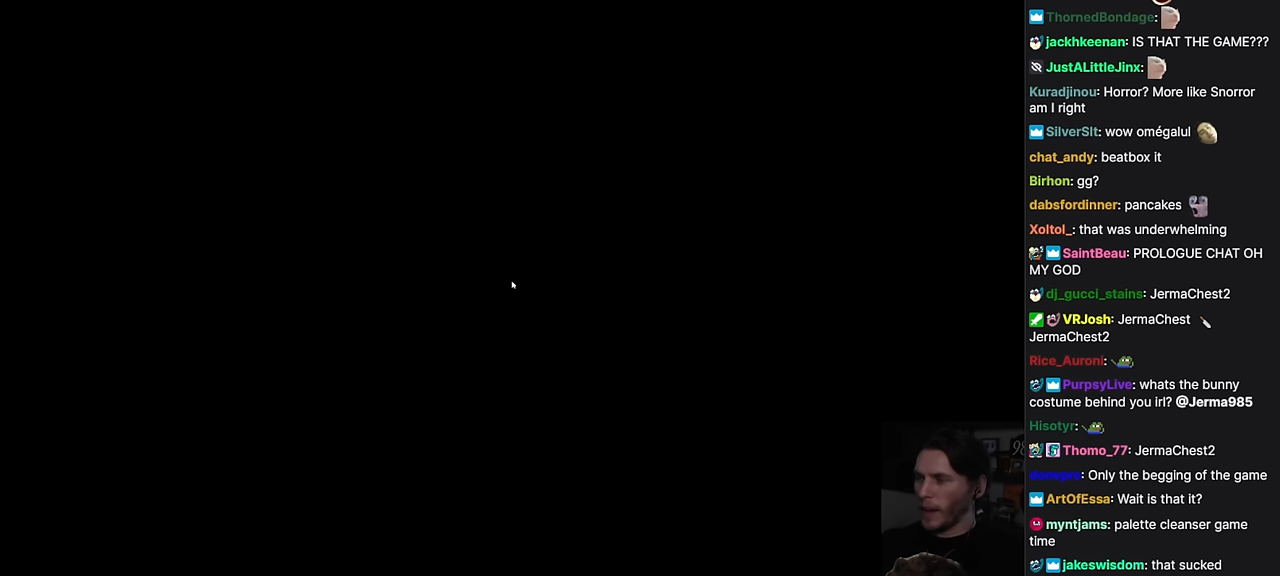 ThornedBondage:
jackhkeenan: IS THAT THE GAME???
JustALittleJinx:
Kuradjinou: Horror? More like Snorror
am I right
SilverSlt: wow omégalul
chat_andy: beatbox it
Birhon: gg?
dabsfordinner: pancakes
Xoltol_: that was underwhelming
SaintBeau: PROLOGUE CHAT OH
MY GOD
dj_gucci_stains: JermaChest2
VRJosh: JermaChest
JermaChest2
Rice_Auroni:
PurpsyLive: whats the bunny
costume behind you irl? @Jerma985
Hisotyr:
Thomo_77: JermaChest2
Only the begging of the game
ArtOfEssa: Wait is that it?
myntjams: palette cleanser game
time
jakeswisdom: that sucked